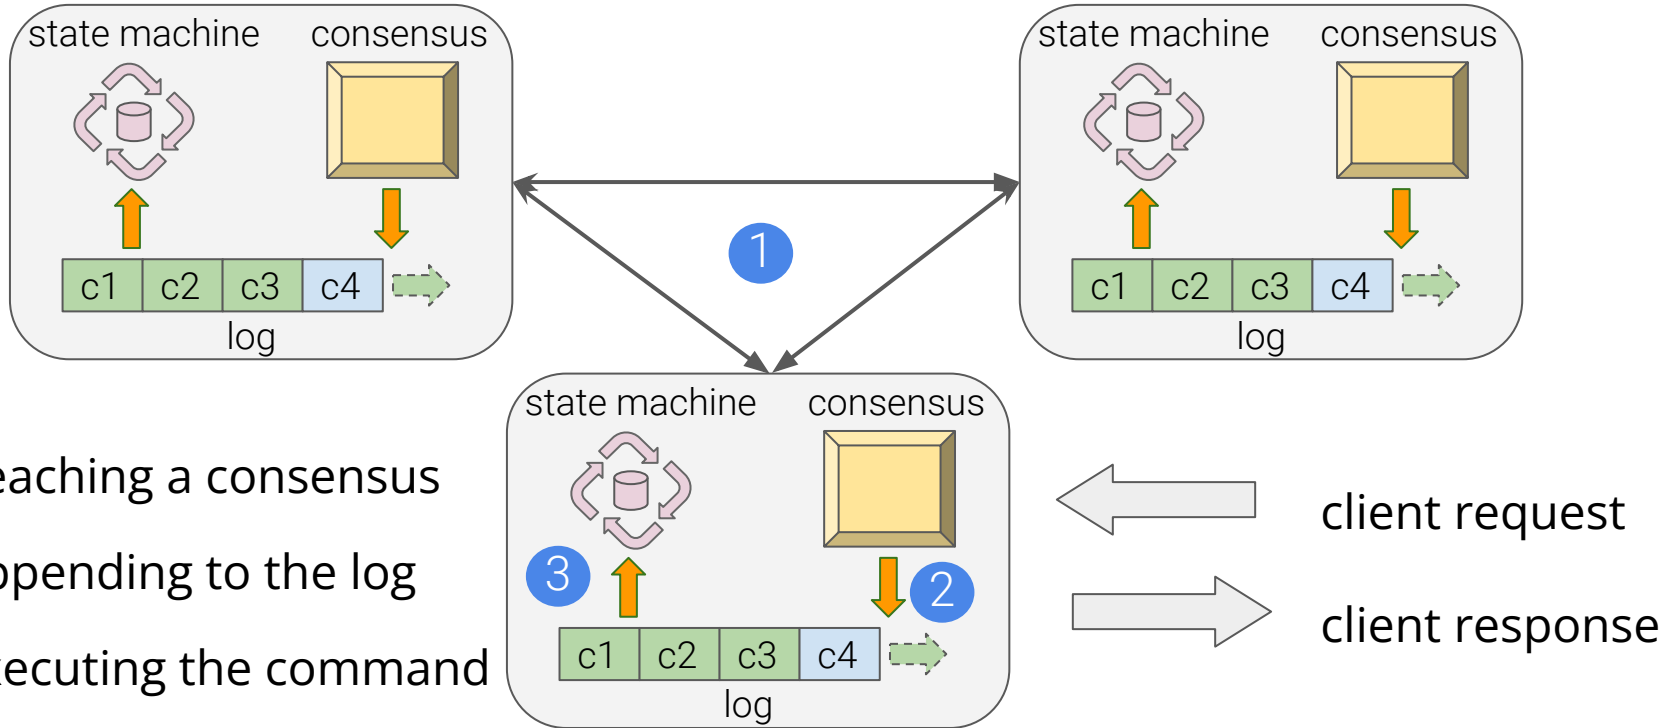 state machine consensus
c1 c2 c3 c4
log
state machine consensus
c1 c2 c3 c4
log
1
state machine consensus
3
2
c1 c2 c3 c4
log
eaching a consensus
ppending to the log
xecuting the command
client request
client response